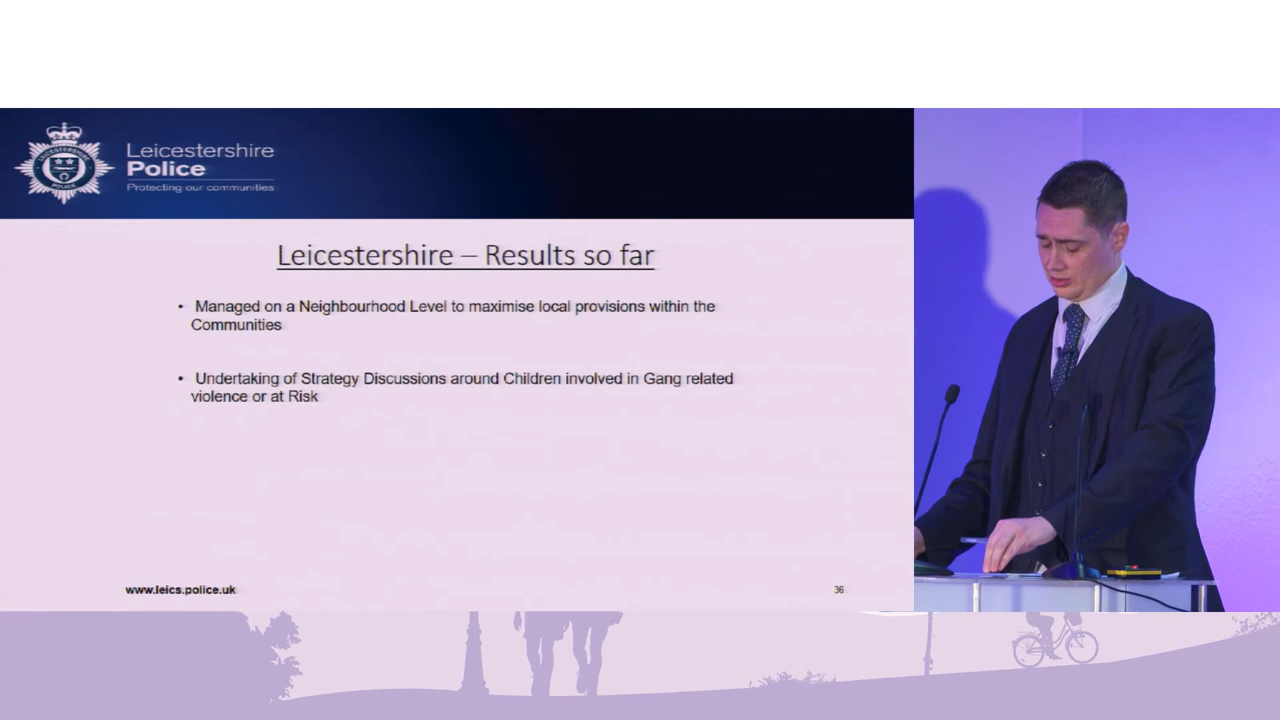 Leicestershire
Police
Protecting our communities
Leicestershire – Results so far
• Managed on a Neighbourhood Level to maximise local provisions within the
Communities
• Undertaking of Strategy Discussions around Children involved in Gang related
violence or at Risk
www.leics.police.uk
36